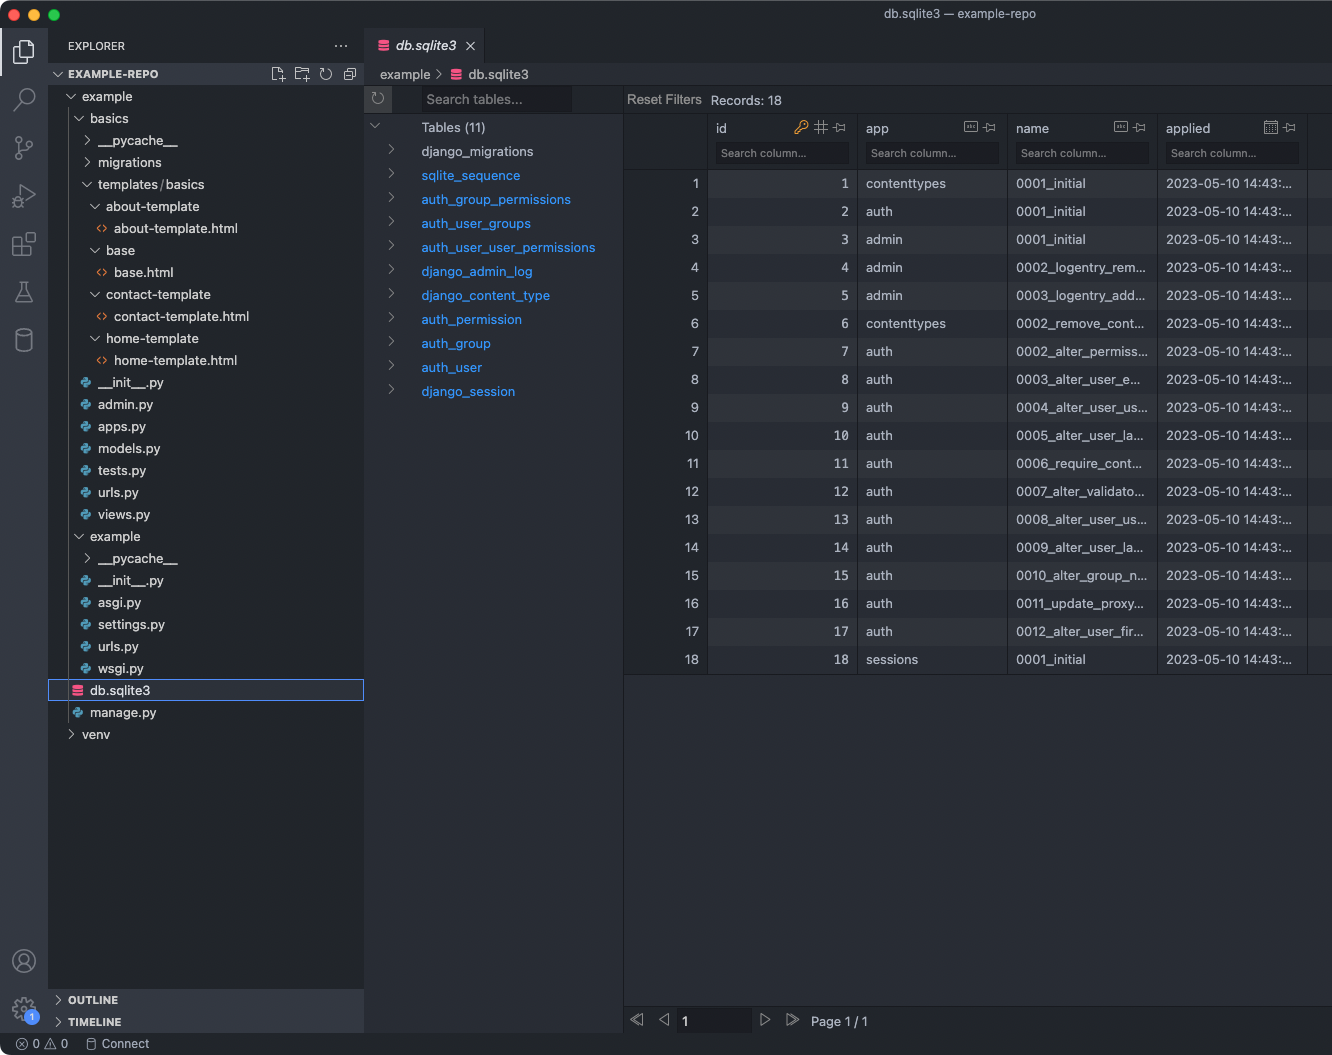 db.sqlite3 — example-repo
EXPLORER
EXAMPLE-REPO
example
basics
__pycache__
migrations
templates/basics
about-template
about-template.html
base
base.html
contact-template
contact-template.html
home-template
home-template.html
__init__.py
admin.py
apps.py
models.py
tests.py
urls.py
views.py
example
__pycache__
__init__.py
asgi.py
settings.py
urls.py
wsgi.py
db.sqlite3
manage.py
venv
OUTLINE
TIMELINE
db.sqlite3
example > db.sqlite3
Search tables...
Tables (11)
django_migrations
sqlite_sequence
auth_group_permissions
auth_user_groups
auth_user_user_permissions
django_admin_log
django_content_type
auth_permission
auth_group
auth_user
django_session
Reset Filters Records: 18
id app name applied
Search column... Search column... Search column... Search column...
1 1 contenttypes 0001_initial 2023-05-10 14:43:...
2 2 auth 0001_initial 2023-05-10 14:43:...
3 3 admin 0001_initial 2023-05-10 14:43:...
4 4 admin 0002_logentry_rem... 2023-05-10 14:43:...
5 5 admin 0003_logentry_add... 2023-05-10 14:43:...
6 6 contenttypes 0002_remove_cont... 2023-05-10 14:43:...
7 7 auth 0002_alter_permiss... 2023-05-10 14:43:...
8 8 auth 0003_alter_user_e... 2023-05-10 14:43:...
9 9 auth 0004_alter_user_us... 2023-05-10 14:43:...
10 10 auth 0005_alter_user_la... 2023-05-10 14:43:...
11 11 auth 0006_require_cont... 2023-05-10 14:43:...
12 12 auth 0007_alter_validato... 2023-05-10 14:43:...
13 13 auth 0008_alter_user_us... 2023-05-10 14:43:...
14 14 auth 0009_alter_user_la... 2023-05-10 14:43:...
15 15 auth 0010_alter_group_n... 2023-05-10 14:43:...
16 16 auth 0011_update_proxy... 2023-05-10 14:43:...
17 17 auth 0012_alter_user_fir... 2023-05-10 14:43:...
18 18 sessions 0001_initial 2023-05-10 14:43:...
1 Page 1 / 1
1
0 0 Connect